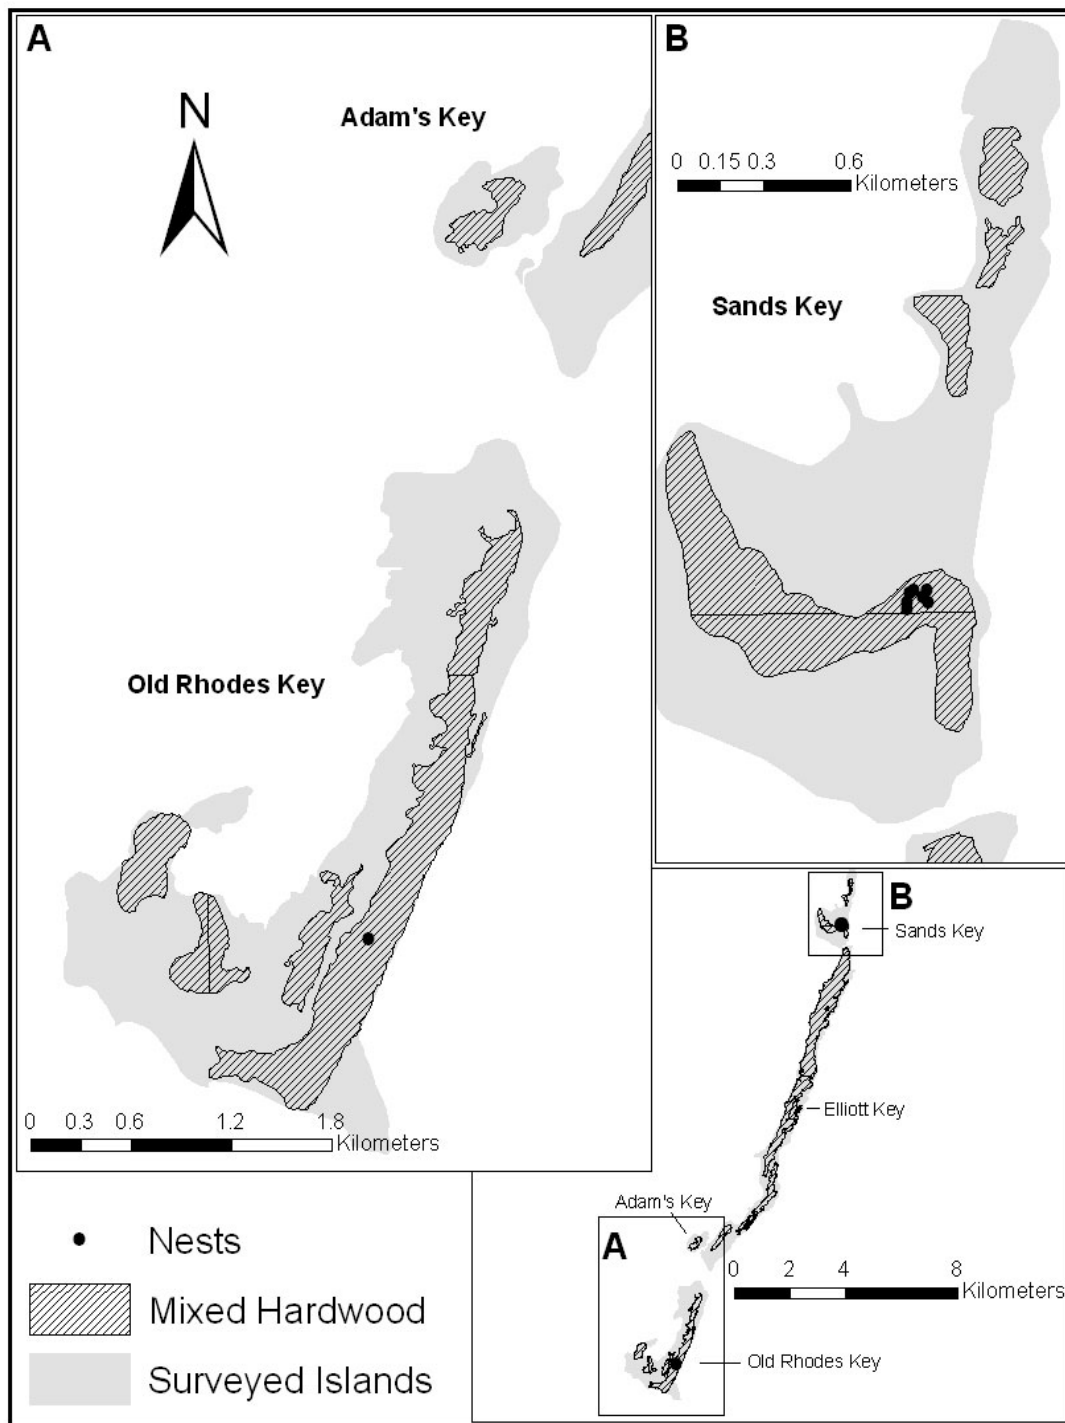 A
N
Adam's Key
Old Rhodes Key
0 0.3 0.6 1.2 1.8
Kilometers
B
0 0.15 0.3 0.6
Kilometers
Sands Key
B
Sands Key
Elliott Key
Adam's Key
A
0 2 4 8
Kilometers
Old Rhodes Key
Nests
Mixed Hardwood
Surveyed Islands